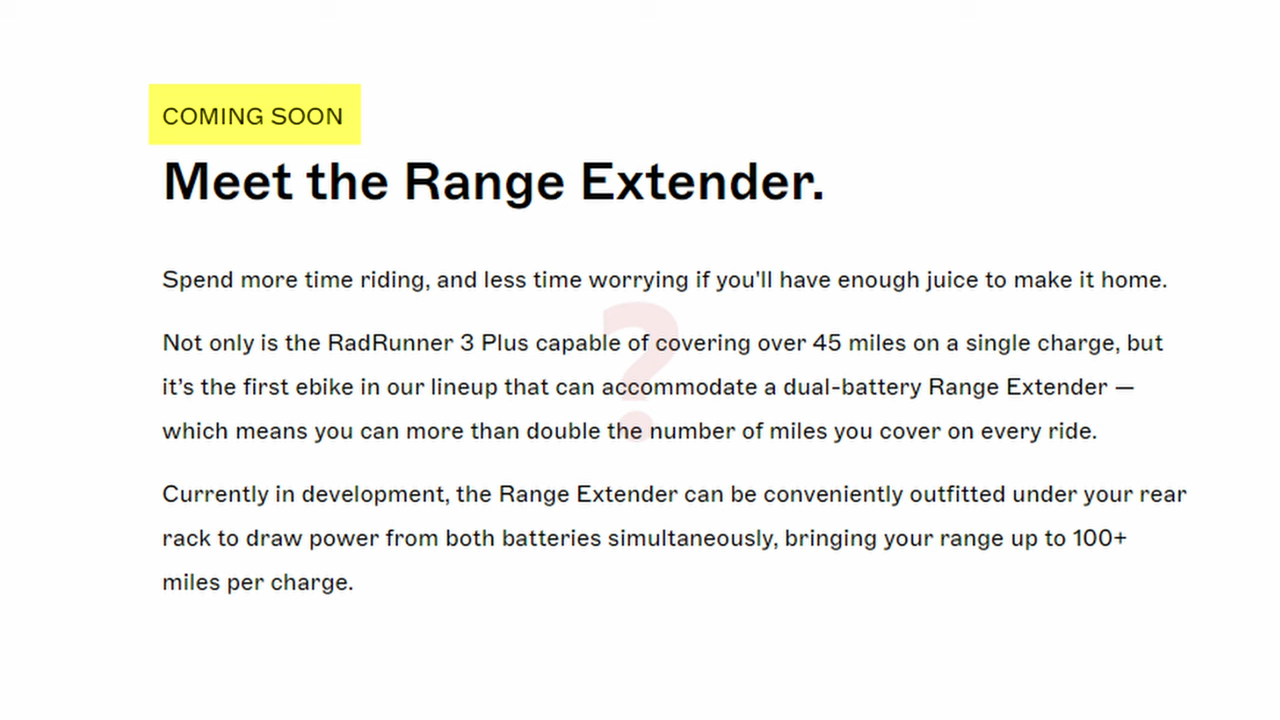 COMING SOON
Meet the Range Extender.
Spend more time riding, and less time worrying if you'll have enough juice to make it home.
Not only is the RadRunner 3 Plus capable of covering over 45 miles on a single charge, but
it’s the first ebike in our lineup that can accommodate a dual-battery Range Extender —
which means you can more than double the number of miles you cover on every ride.
Currently in development, the Range Extender can be conveniently outfitted under your rear
rack to draw power from both batteries simultaneously, bringing your range up to 100+
miles per charge.
?